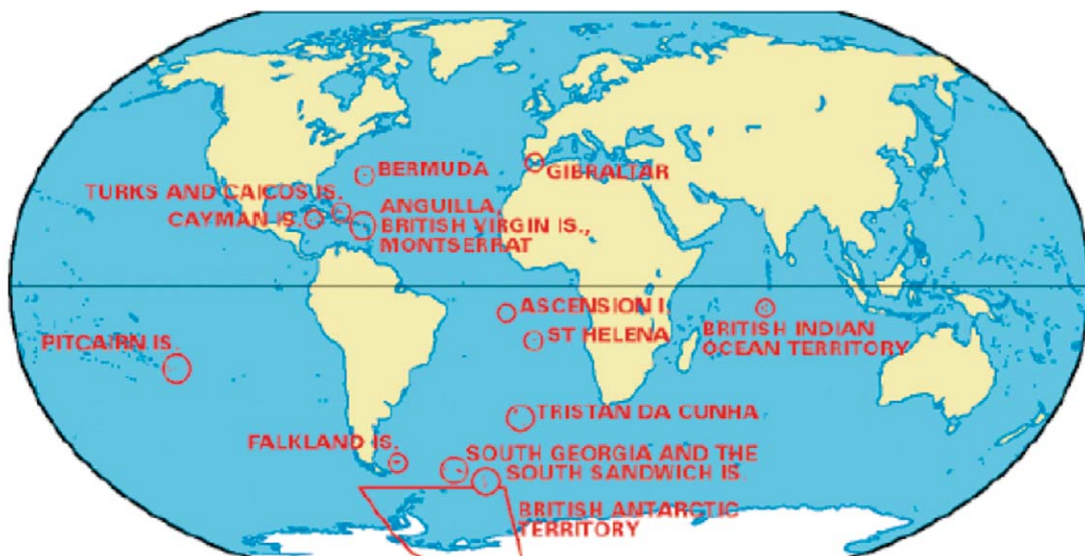 BERMUDA
GIBRALTAR
TURKS AND CAICOS IS.
CAYMAN IS.
ANGUILLA,
BRITISH VIRGIN IS.,
MONTSERRAT
ASCENSION I.
ST HELENA
BRITISH INDIAN
OCEAN TERRITORY
PITCAIRN IS.
TRISTAN DA CUNHA
FALKLAND IS.
SOUTH GEORGIA AND THE
SOUTH SANDWICH IS.
BRITISH ANTARCTIC
TERRITORY